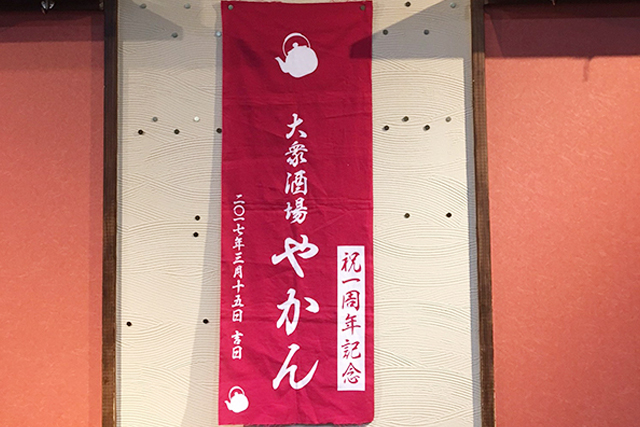 祝一周年記念
大衆酒場
やかん
二〇一七年三月十五日 吉日